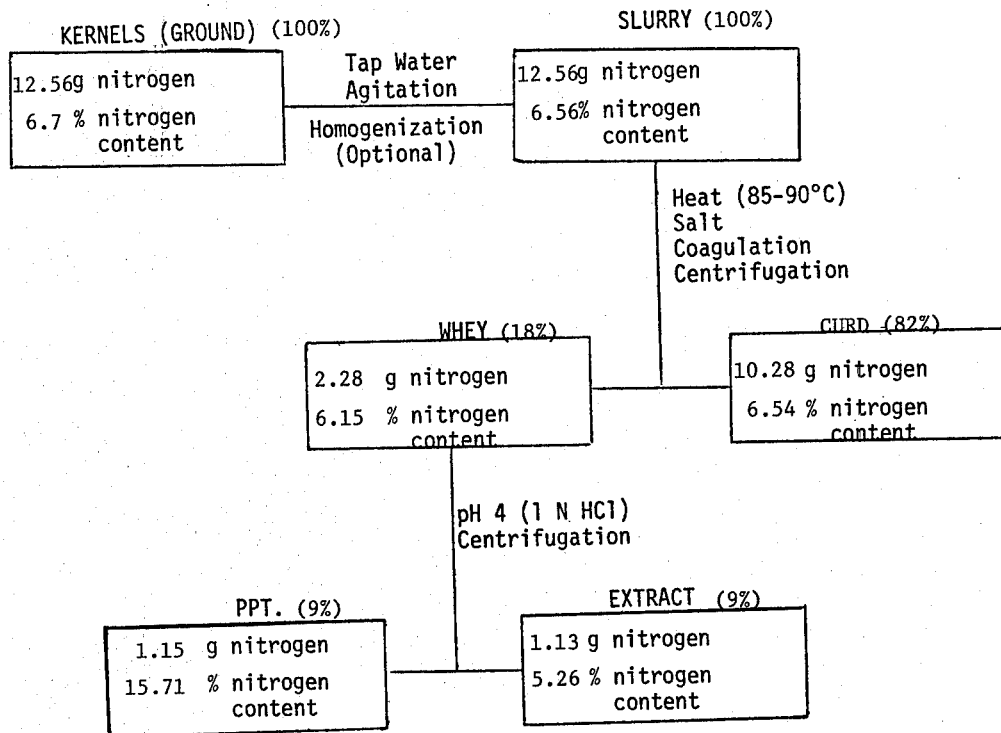 KERNELS (GROUND) (100%)
12.56g nitrogen
6.7 % nitrogen
content
Tap Water
Agitation
Homogenization
(Optional)
SLURRY (100%)
12.56g nitrogen
6.56% nitrogen
content
Heat (85-90°C)
Salt
Coagulation
Centrifugation
WHEY (18%)
2.28 g nitrogen
6.15 % nitrogen
content
CURD (82%)
10.28 g nitrogen
6.54 % nitrogen
content
pH 4 (1 N HCl)
Centrifugation
PPT. (9%)
1.15 g nitrogen
15.71 % nitrogen
content
EXTRACT (9%)
1.13 g nitrogen
5.26 % nitrogen
content